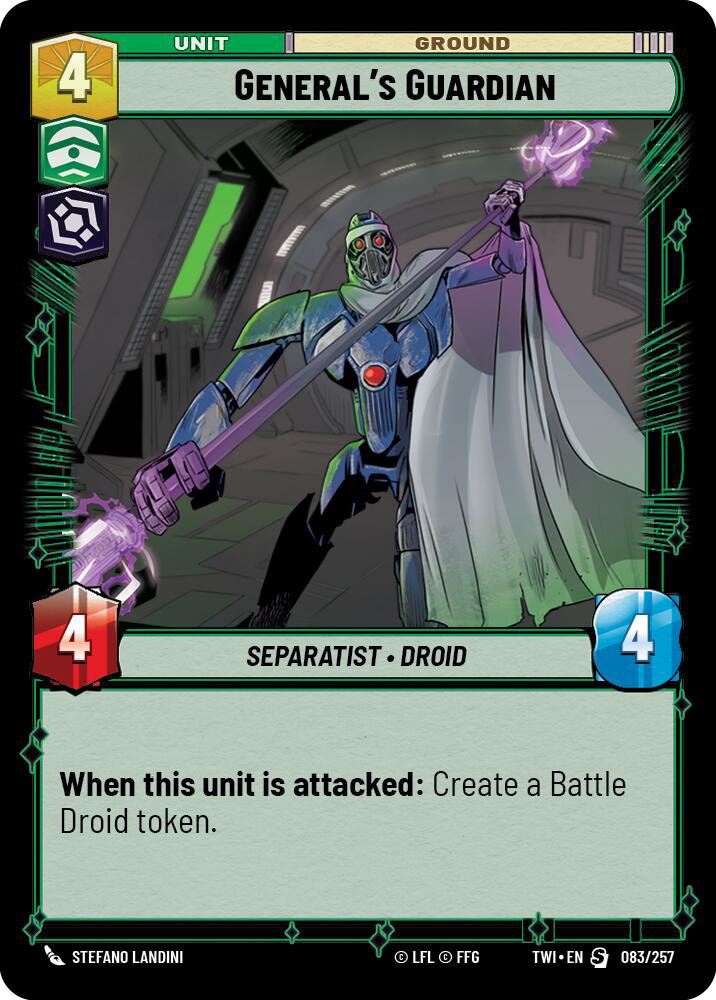 UNIT
GROUND
4
GENERAL'S GUARDIAN
4
SEPARATIST • DROID
4
When this unit is attacked: Create a Battle
Droid token.
STEFANO LANDINI
© LFL © FFG
TWI • EN
083/257